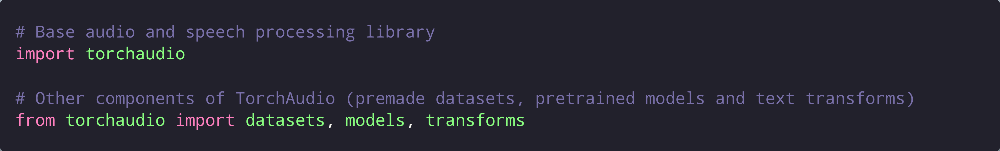 # Base audio and speech processing library
import torchaudio
# Other components of TorchAudio (premade datasets, pretrained models and text transforms)
from torchaudio import datasets, models, transforms